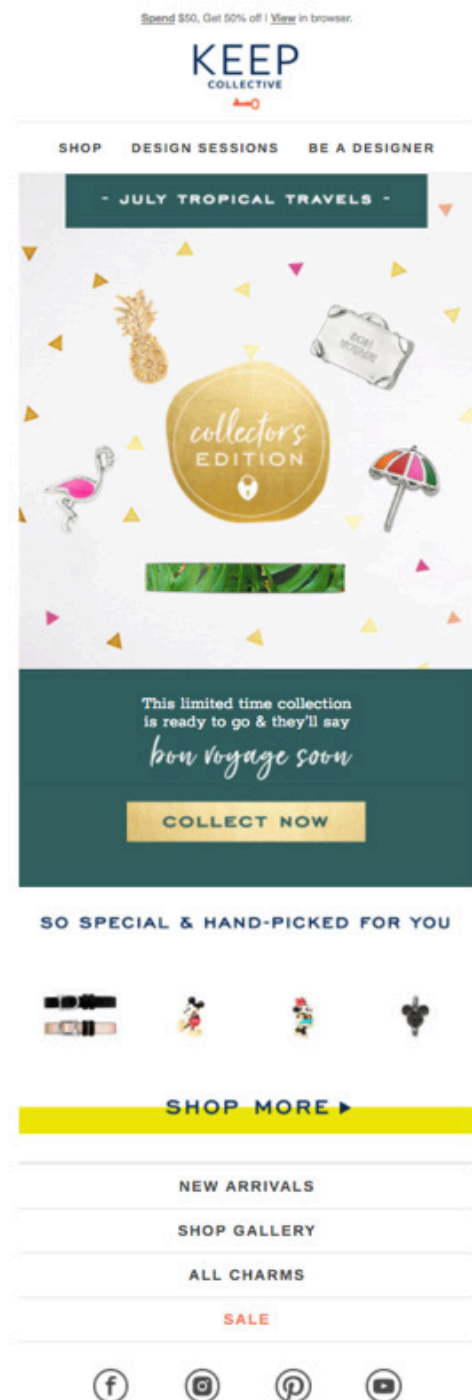 Spend $50, Get 50% off | View in browser.
KEEP
COLLECTIVE
SHOP DESIGN SESSIONS BE A DESIGNER
- JULY TROPICAL TRAVELS -
BON
VOYAGE
collector's
EDITION
This limited time collection
is ready to go & they'll say
bon voyage soon
COLLECT NOW
SO SPECIAL & HAND-PICKED FOR YOU
SHOP MORE ▶
NEW ARRIVALS
SHOP GALLERY
ALL CHARMS
SALE